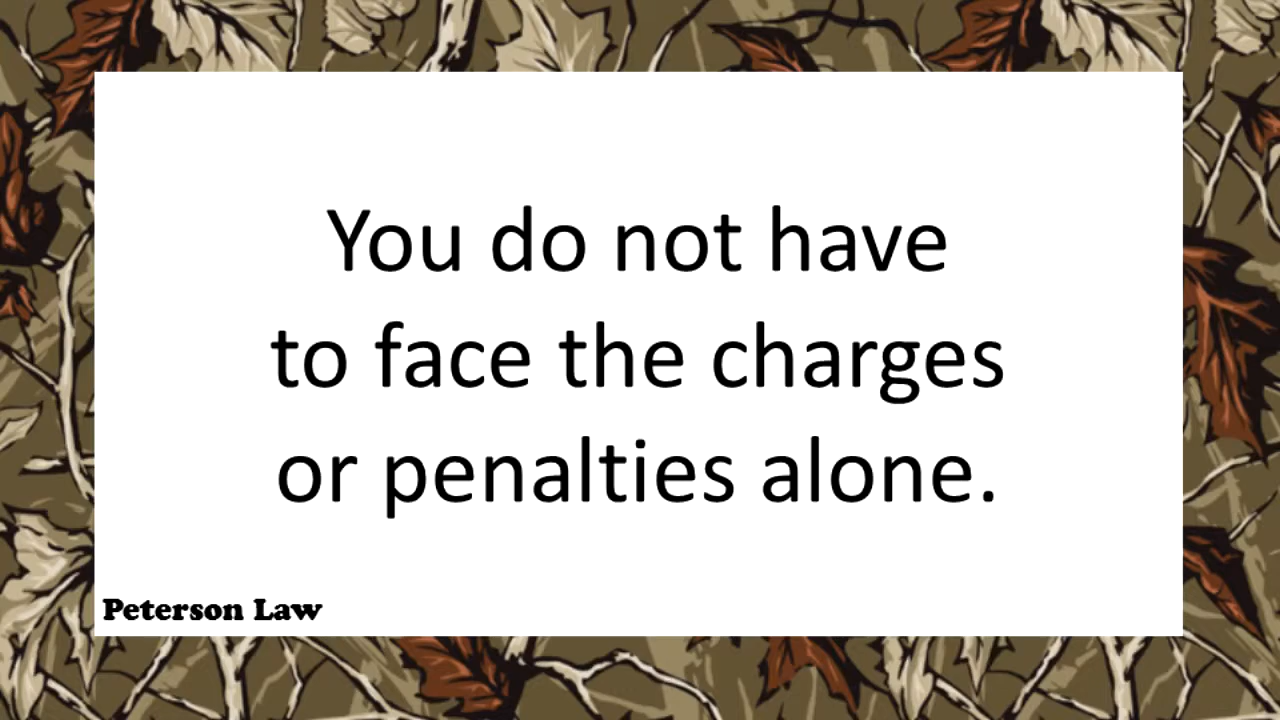 You do not have
to face the charges
or penalties alone.
Peterson Law